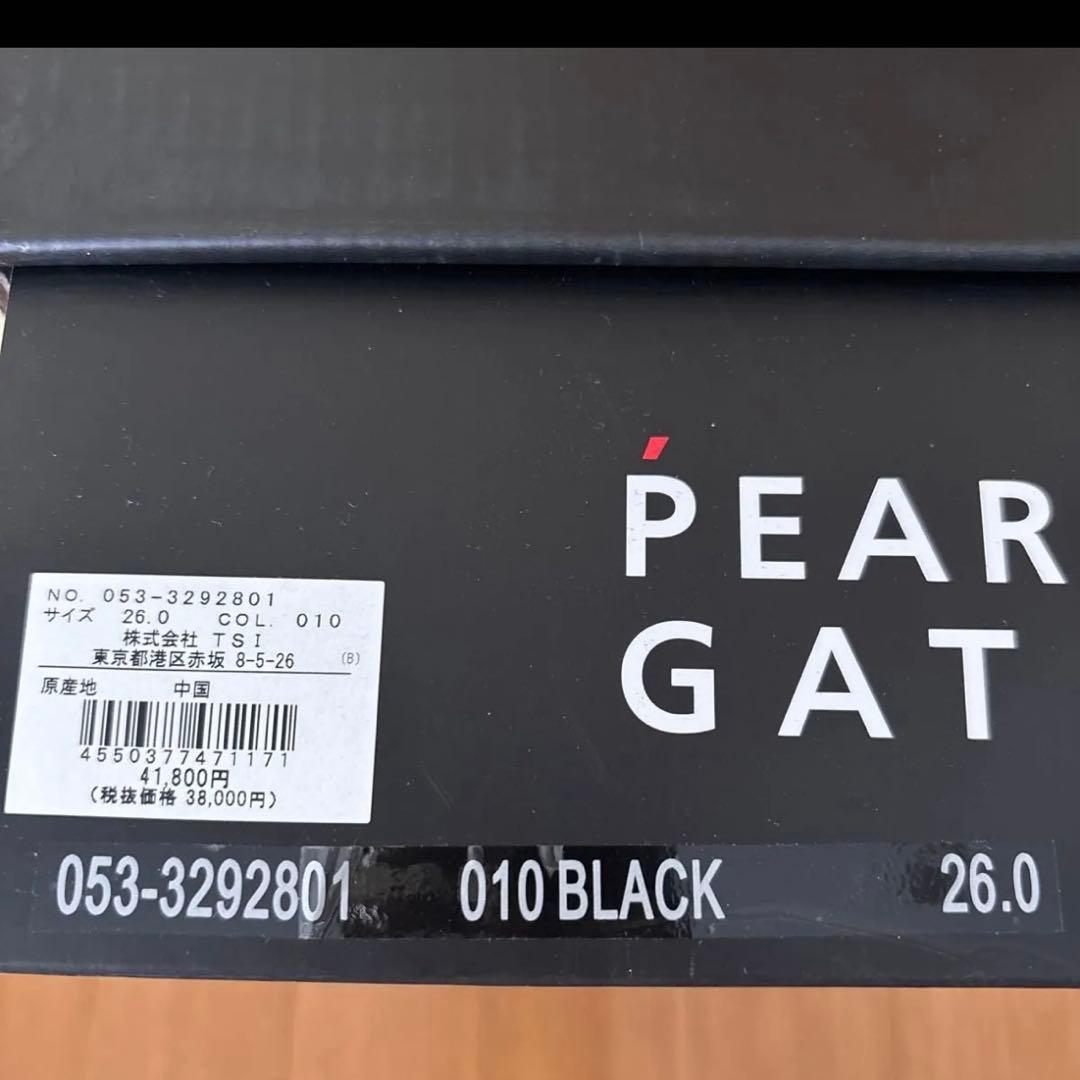 PEAR
GAT
NO. 053-3292801
サイズ 26.0 COL. 010
株式会社 TSI
東京都港区赤坂 8-5-26 (B)
原産地 中国
4550377471171
41,800円
(税抜価格 38,000円)
053-3292801 010 BLACK 26.0